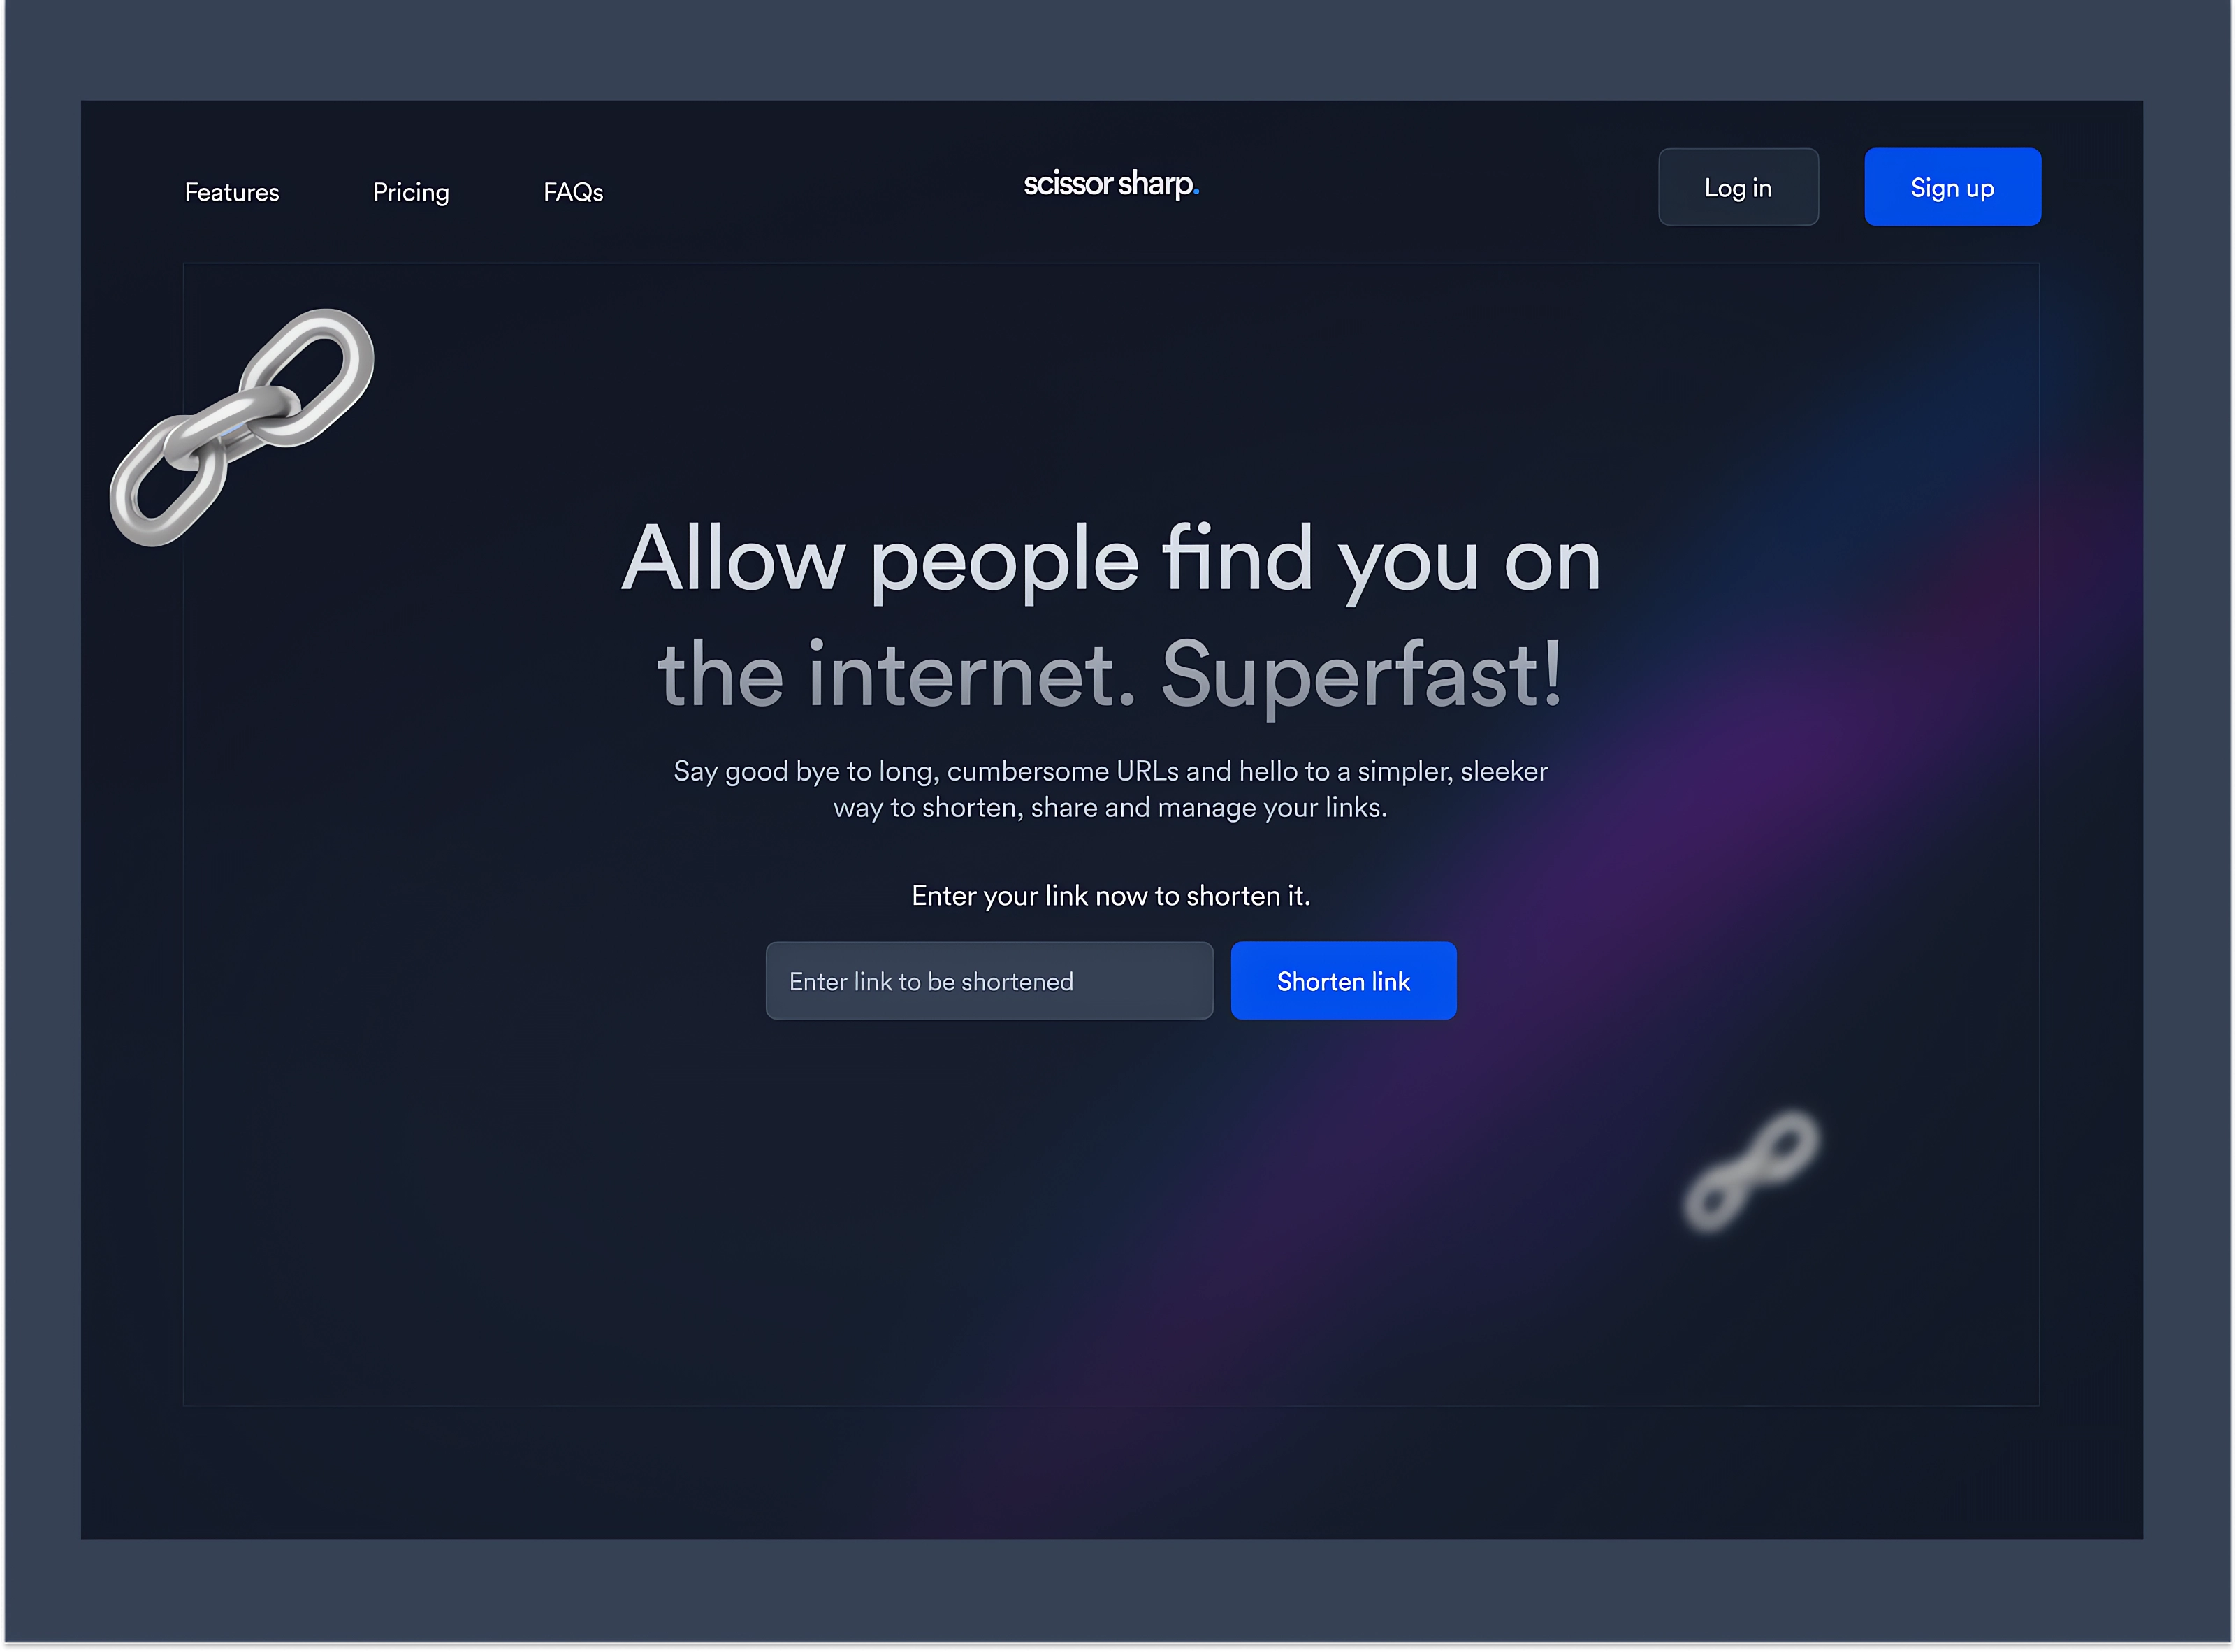 Features
Pricing
FAQs
scissor sharp.
Log in
Sign up
Allow people find you on
the internet. Superfast!
Say good bye to long, cumbersome URLs and hello to a simpler, sleeker
way to shorten, share and manage your links.
Enter your link now to shorten it.
Enter link to be shortened
Shorten link